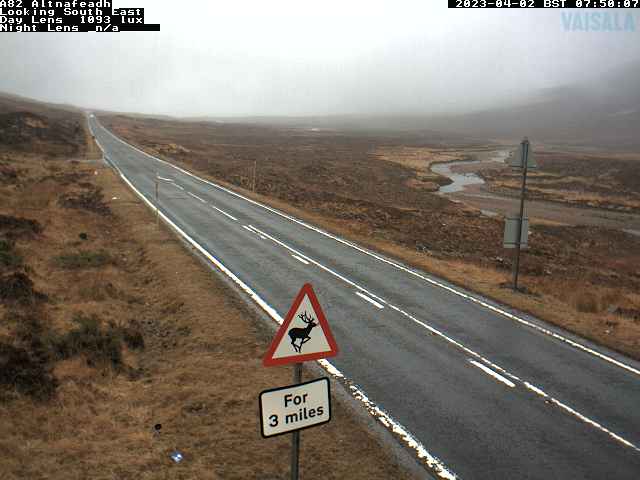 A82 Altnafeadh
Looking South East
Day Lens 1093 lux
Night Lens n/a
2023-04-02 BST 07:50:07
VAISALA
For
3 miles